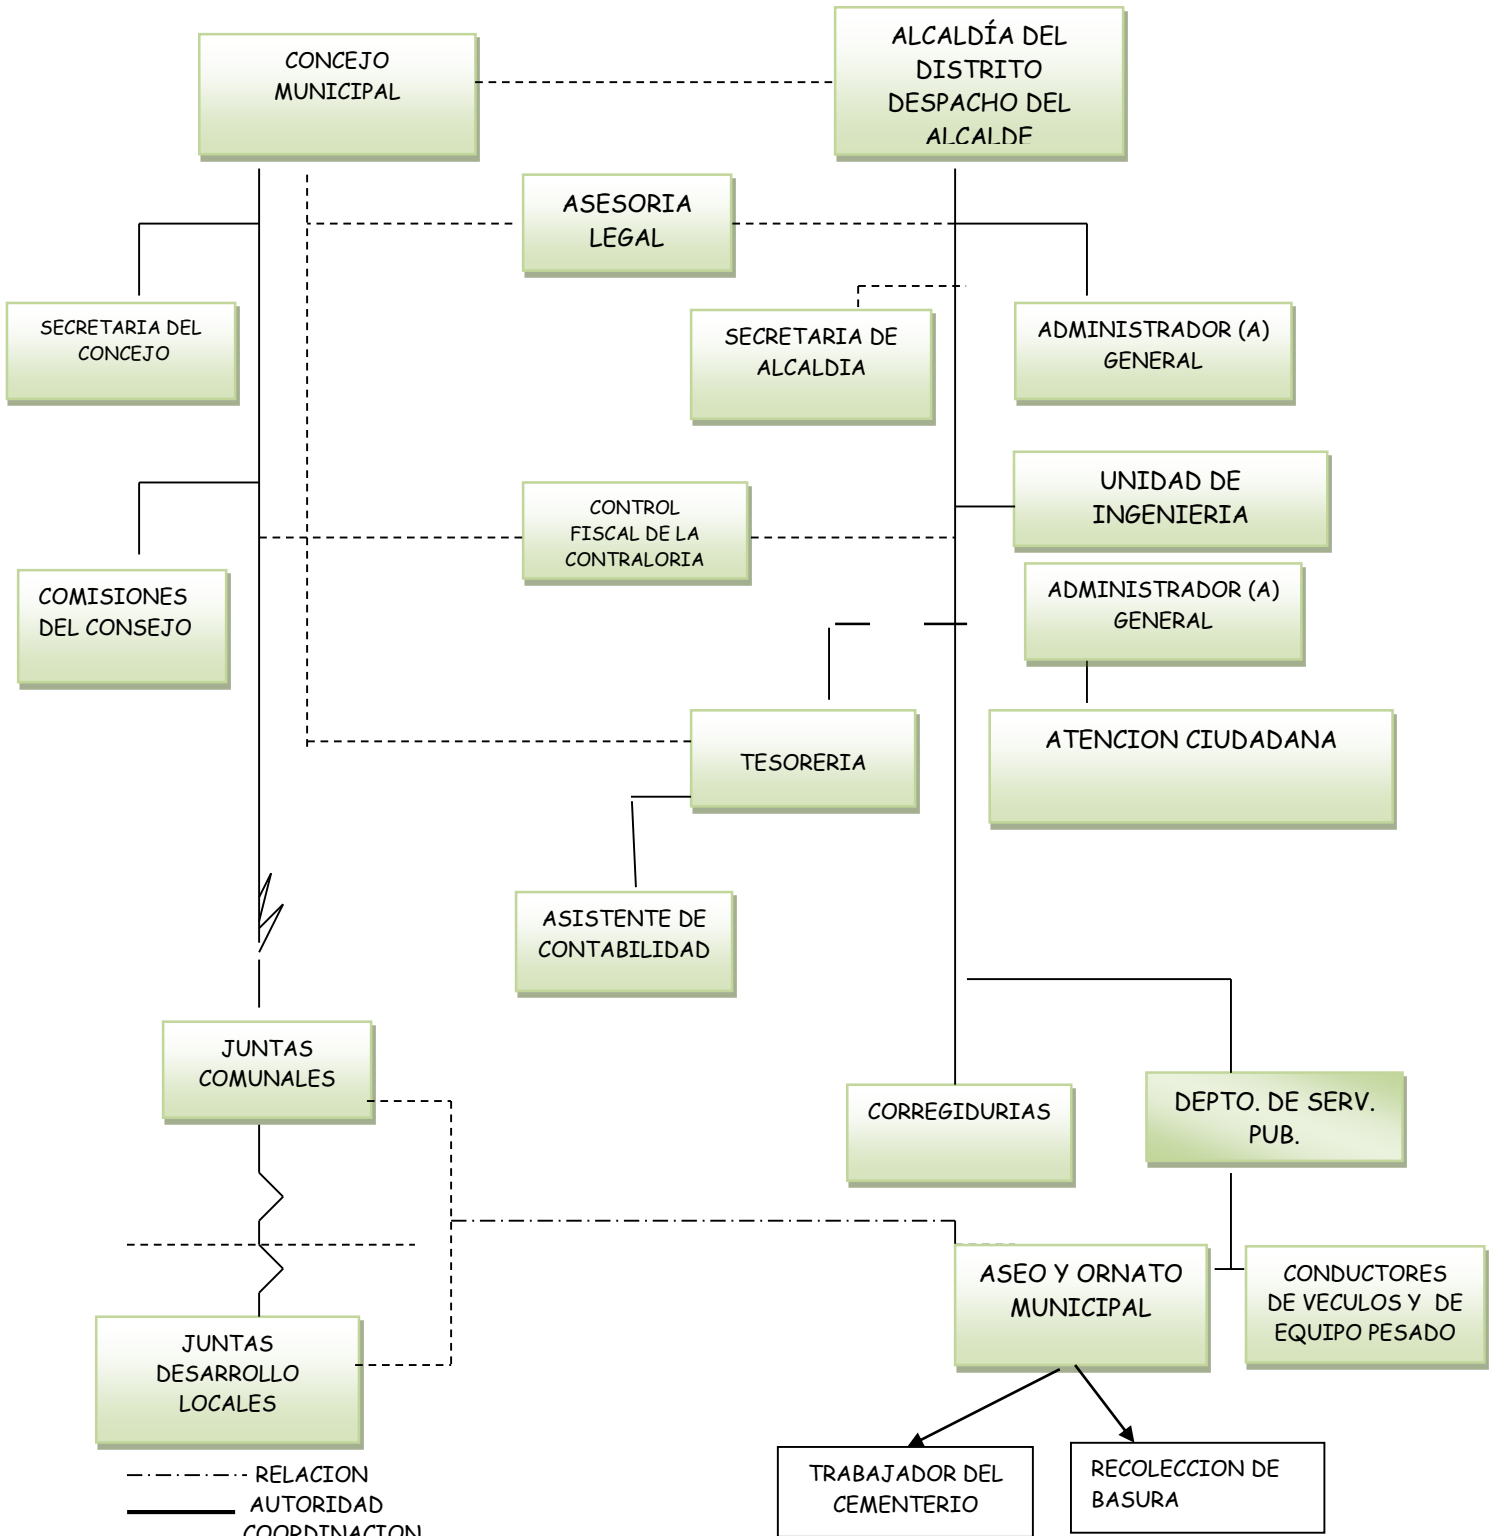 CONCEJO
MUNICIPAL
ALCALDÍA DEL
DISTRITO
DESPACHO DEL
ALCALDE
ASESORIA
LEGAL
SECRETARIA DEL
CONCEJO
SECRETARIA DE
ALCALDIA
ADMINISTRADOR (A)
GENERAL
UNIDAD DE
INGENIERIA
CONTROL
FISCAL DE LA
CONTRALORIA
COMISIONES
DEL CONSEJO
ADMINISTRADOR (A)
GENERAL
TESORERIA
ATENCION CIUDADANA
ASISTENTE DE
CONTABILIDAD
JUNTAS
COMUNALES
CORREGIDURIAS
DEPTO. DE SERV.
PUB.
ASEO Y ORNATO
MUNICIPAL
CONDUCTORES
DE VECULOS Y DE
EQUIPO PESADO
JUNTAS
DESARROLLO
LOCALES
TRABAJADOR DEL
CEMENTERIO
RECOLECCION DE
BASURA
RELACION
AUTORIDAD
COORDINACION